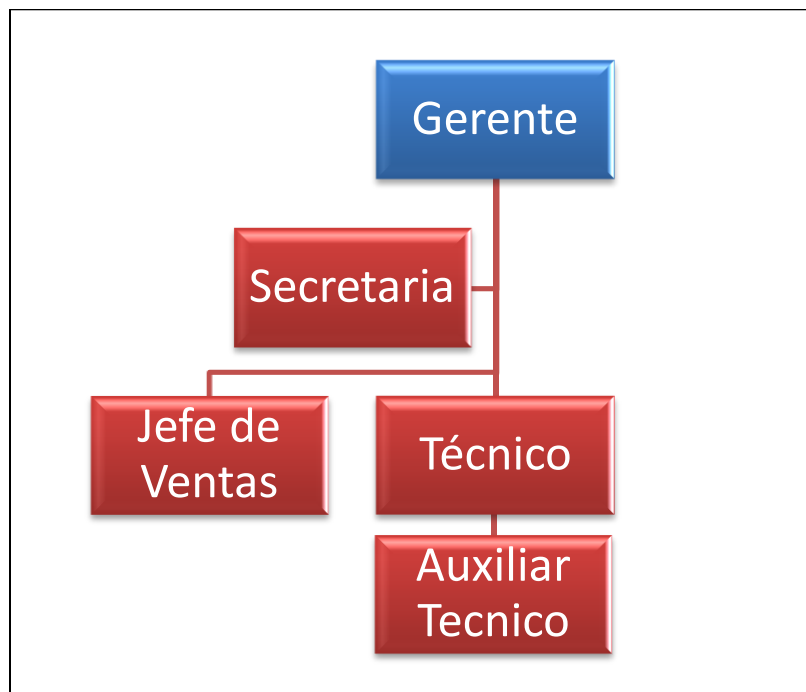 Gerente
Secretaria
Jefe de
Ventas
Técnico
Auxiliar
Tecnico